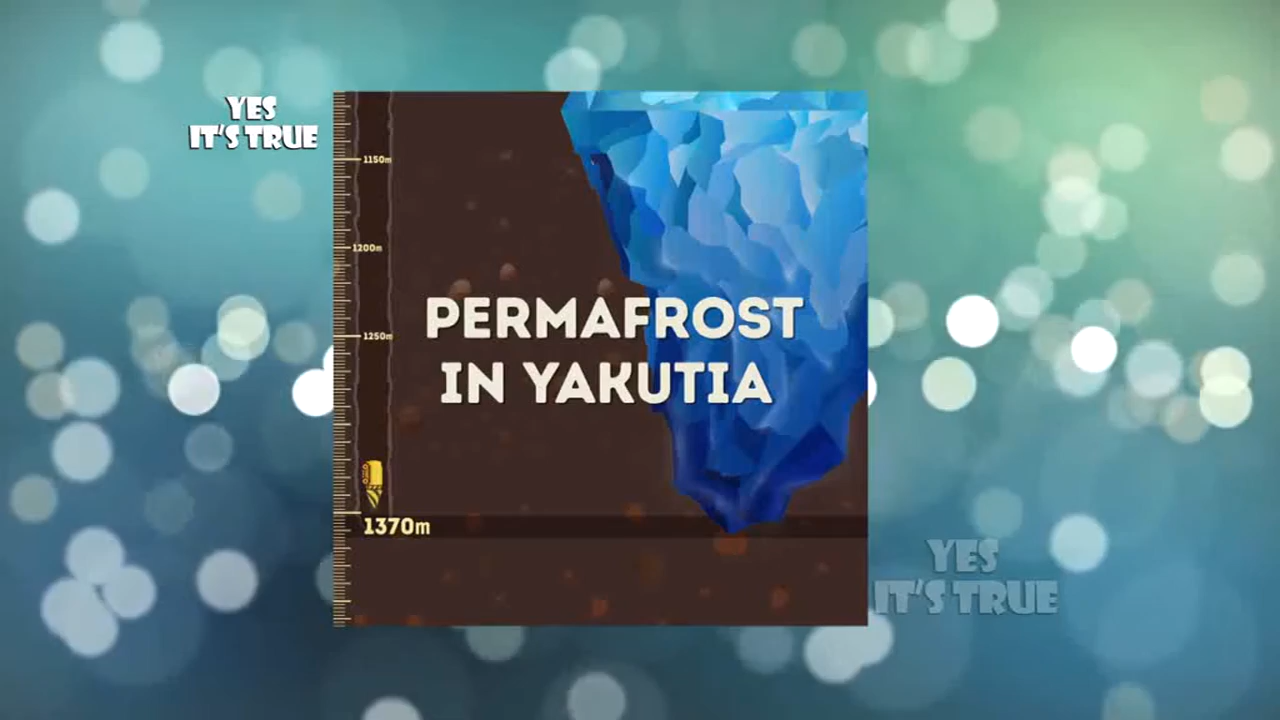 YES
IT'S TRUE
1150m
1200m
1250m
PERMAFROST
IN YAKUTIA
1370m
YES
IT'S TRUE